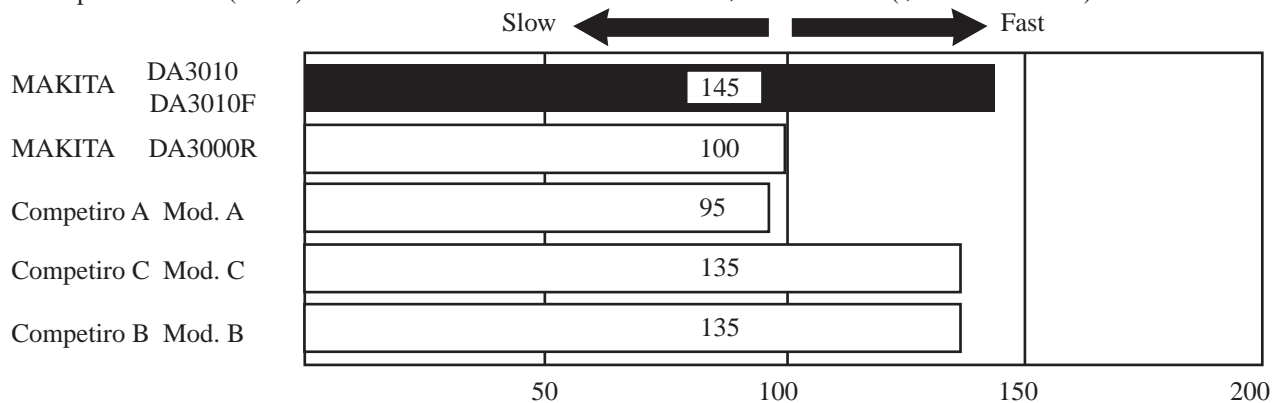 Slow Fast
MAKITA DA3010
DA3010F
145
MAKITA DA3000R
100
Competiro A Mod. A
95
Competiro C Mod. C
135
Competiro B Mod. B
135
50 100 150 200